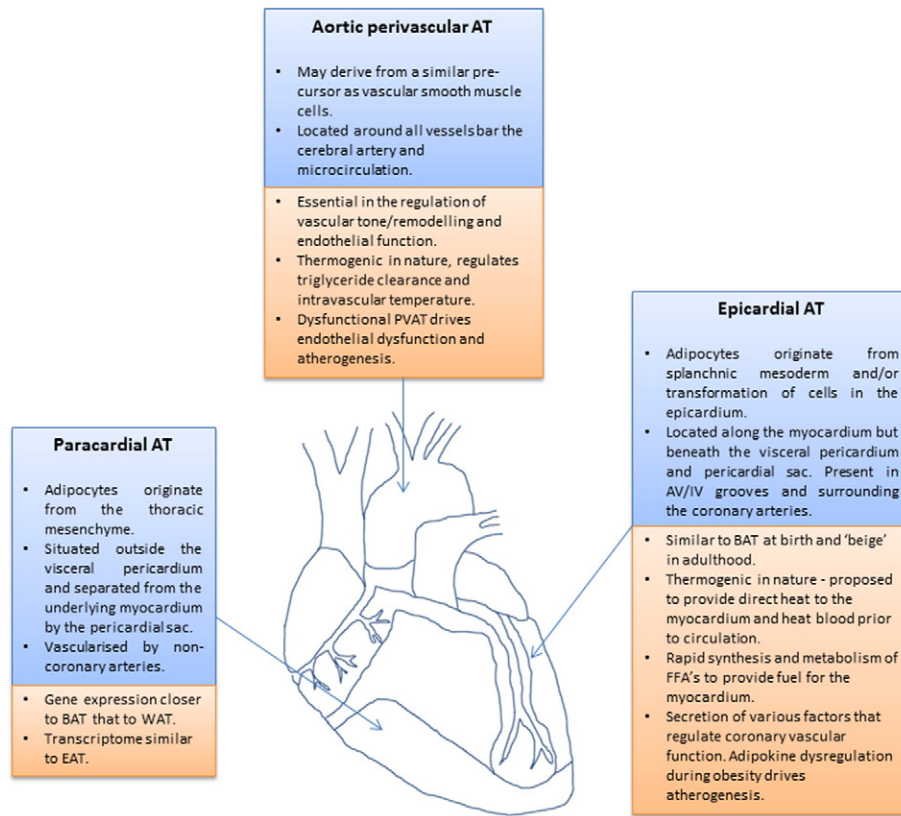 Aortic perivascular AT
• May derive from a similar pre-
cursor as vascular smooth muscle
cells.
• Located around all vessels bar the
cerebral artery and
microcirculation.
• Essential in the regulation of
vascular tone/remodelling and
endothelial function.
• Thermogenic in nature, regulates
triglyceride clearance and
intravascular temperature.
• Dysfunctional PVAT drives
endothelial dysfunction and
atherogenesis.
Paracardial AT
• Adipocytes originate
from the thoracic
mesenchyme.
• Situated outside the
visceral pericardium
and separated from the
underlying myocardium
by the pericardial sac.
• Vascularised by non-
coronary arteries.
• Gene expression closer
to BAT that to WAT.
• Transcriptome similar
to EAT.
Epicardial AT
• Adipocytes originate from
splanchnic mesoderm and/or
transformation of cells in the
epicardium.
• Located along the myocardium but
beneath the visceral pericardium
and pericardial sac. Present in
AV/IV grooves and surrounding
the coronary arteries.
• Similar to BAT at birth and ‘beige’
in adulthood.
• Thermogenic in nature - proposed
to provide direct heat to the
myocardium and heat blood prior
to circulation.
• Rapid synthesis and metabolism of
FFA's to provide fuel for the
myocardium.
• Secretion of various factors that
regulate coronary vascular
function. Adipokine dysregulation
during obesity drives
atherogenesis.